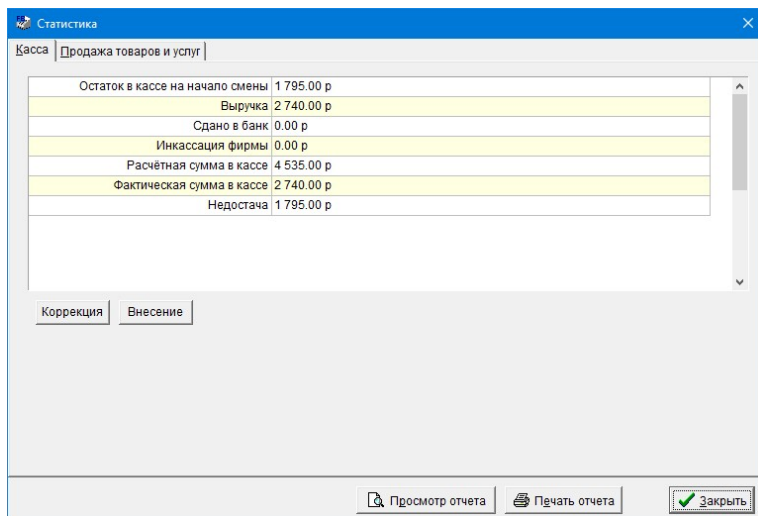 Статистика
Касса Продажа товаров и услуг
Остаток в кассе на начало смены 1 795.00 р
Выручка 2 740.00 р
Сдано в банк 0.00 р
Инкассация фирмы 0.00 р
Расчётная сумма в кассе 4 535.00 р
Фактическая сумма в кассе 2 740.00 р
Недостача 1 795.00 р
Коррекция Внесение
Просмотр отчета Печать отчета Закрыть